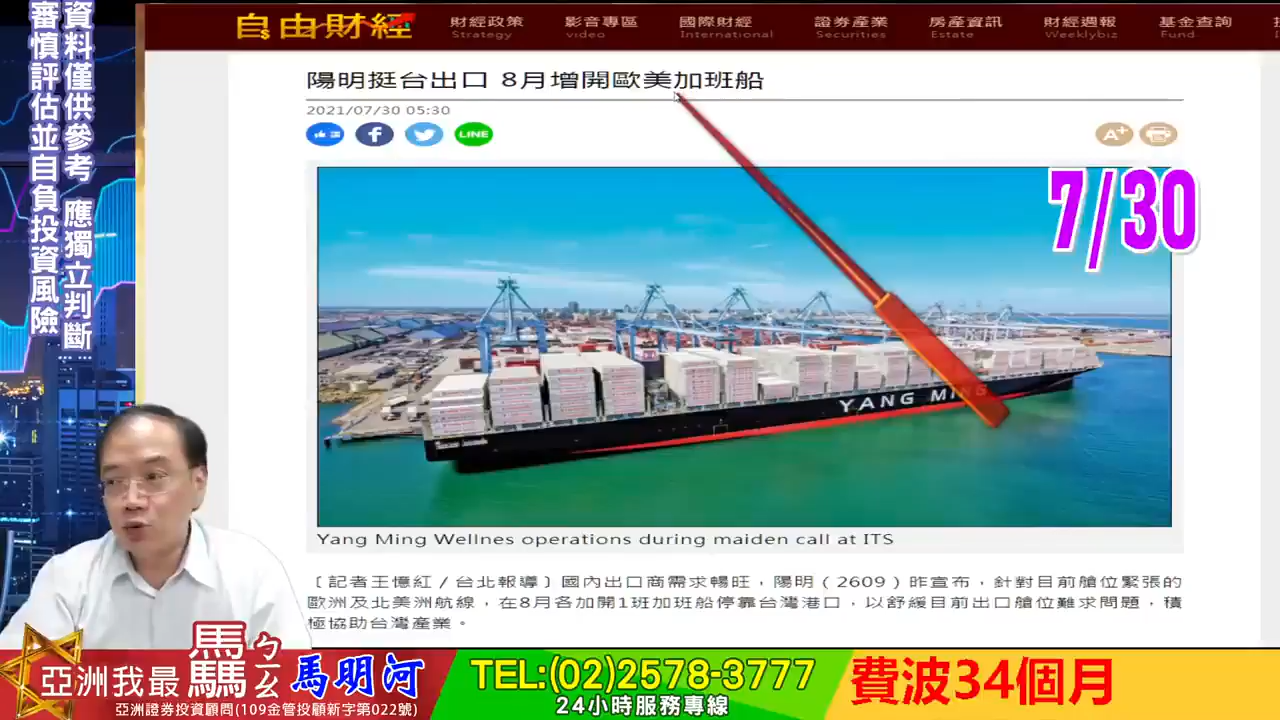 資料僅供參考 應獨立判斷
審慎評估並自負投資風險
自由財經
財經政策 影音專區 國際財經 證券產業 房產資訊 財經週報 基金查詢
Strategy video International Securities Estate Weeklybiz Fund
陽明挺台出口 8月增開歐美加班船
2021/07/30 05:30
LINE
A+
7/30
YANG MING
Yang Ming Wellnes operations during maiden call at ITS
〔記者王憶紅／台北報導〕國內出口商需求暢旺，陽明（2609）昨宣布，針對目前艙位緊張的
歐洲及北美洲航線，在8月各加開1班加班船停靠台灣港口，以舒緩目前出口艙位難求問題，積
極協助台灣產業。
亞洲我最馬驫ㄅㄧㄠ 馬明河
亞洲證券投資顧問(109金管投顧新字第022號)
TEL:(02)2578-3777
24小時服務專線
費波34個月